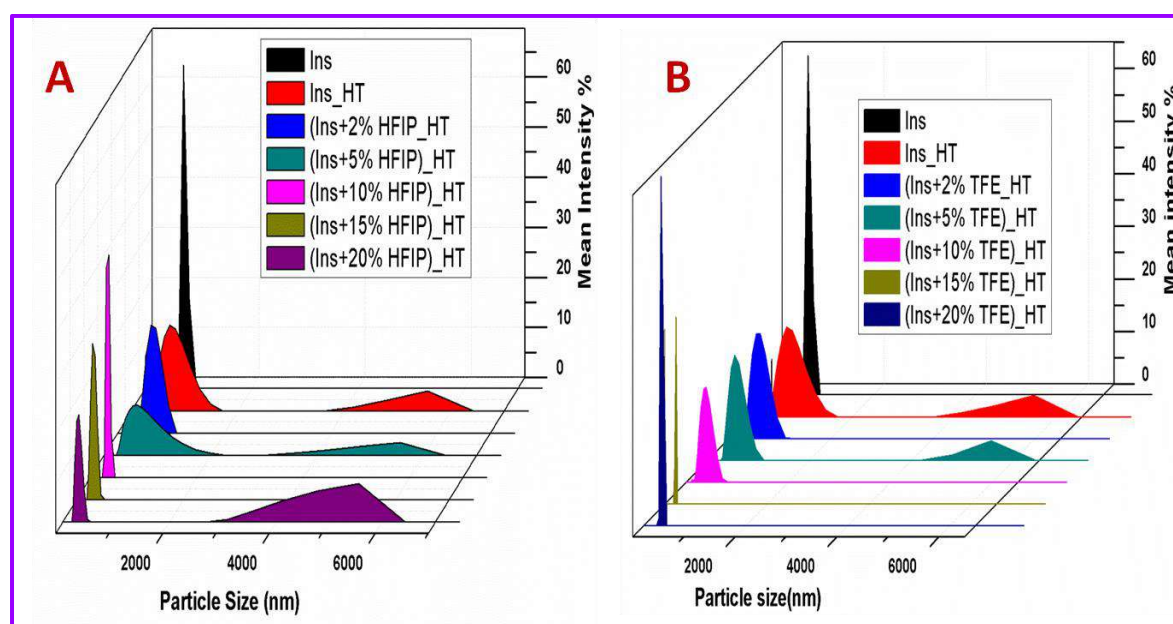 A
Ins
Ins_HT
(Ins+2% HFIP_HT
(Ins+5% HFIP)_HT
(Ins+10% HFIP)_HT
(Ins+15% HFIP)_HT
(Ins+20% HFIP)_HT
60
50
40
30
20
10
0
Mean Intensity %
2000 4000 6000
Particle Size (nm)
B
Ins
Ins_HT
(Ins+2% TFE_HT
(Ins+5% TFE)_HT
(Ins+10% TFE)_HT
(Ins+15% TFE)_HT
(Ins+20% TFE)_HT
60
50
40
30
20
10
0
Mean intensity %
2000 4000 6000
Particle size(nm)